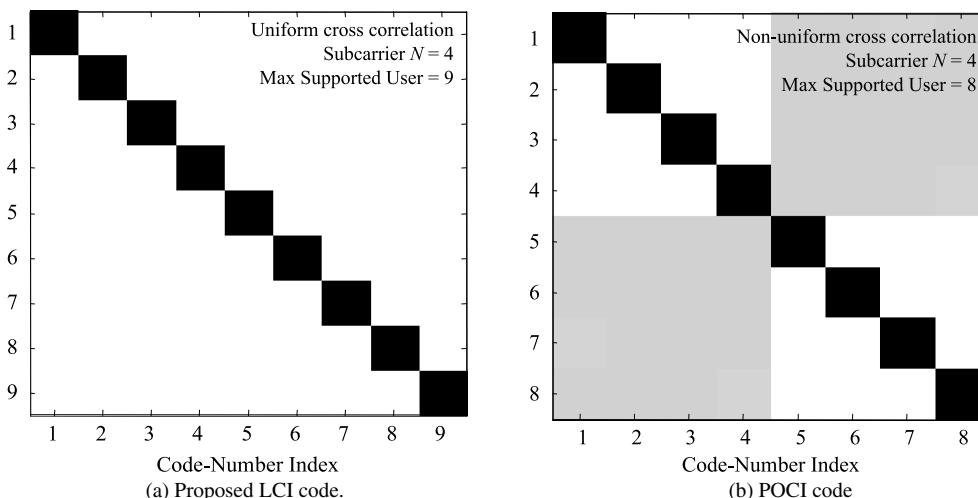 Uniform cross correlation
Subcarrier N = 4
Max Supported User = 9
1
2
3
4
5
6
7
8
9
1 2 3 4 5 6 7 8 9
Code-Number Index
(a) Proposed LCI code.
Non-uniform cross correlation
Subcarrier N = 4
Max Supported User = 8
1
2
3
4
5
6
7
8
1 2 3 4 5 6 7 8
Code-Number Index
(b) POCI code